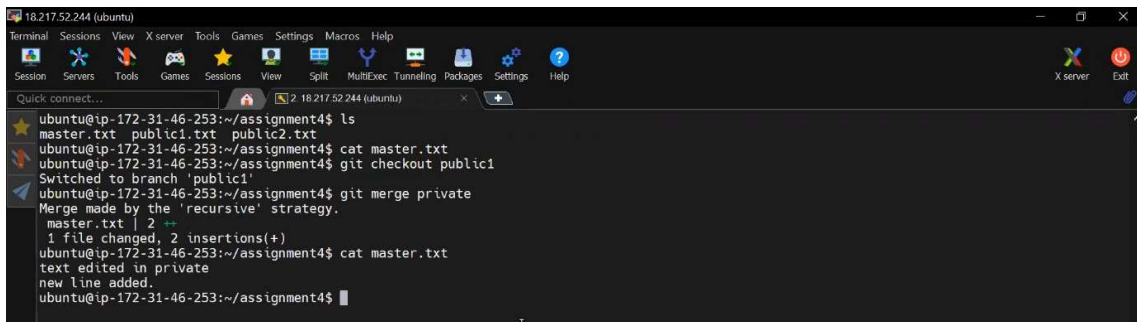 18.217.52.244 (ubuntu)
Terminal Sessions View X server Tools Games Settings Macros Help
Session Servers Tools Games Sessions View Split MultiExec Tunneling Packages Settings Help X server Exit
Quick connect... 2. 18.217.52.244 (ubuntu)
ubuntu@ip-172-31-46-253:~/assignment4$ ls
master.txt public1.txt public2.txt
ubuntu@ip-172-31-46-253:~/assignment4$ cat master.txt
ubuntu@ip-172-31-46-253:~/assignment4$ git checkout public1
Switched to branch 'public1'
ubuntu@ip-172-31-46-253:~/assignment4$ git merge private
Merge made by the 'recursive' strategy.
master.txt | 2 ++
1 file changed, 2 insertions(+)
ubuntu@ip-172-31-46-253:~/assignment4$ cat master.txt
text edited in private
new line added.
ubuntu@ip-172-31-46-253:~/assignment4$